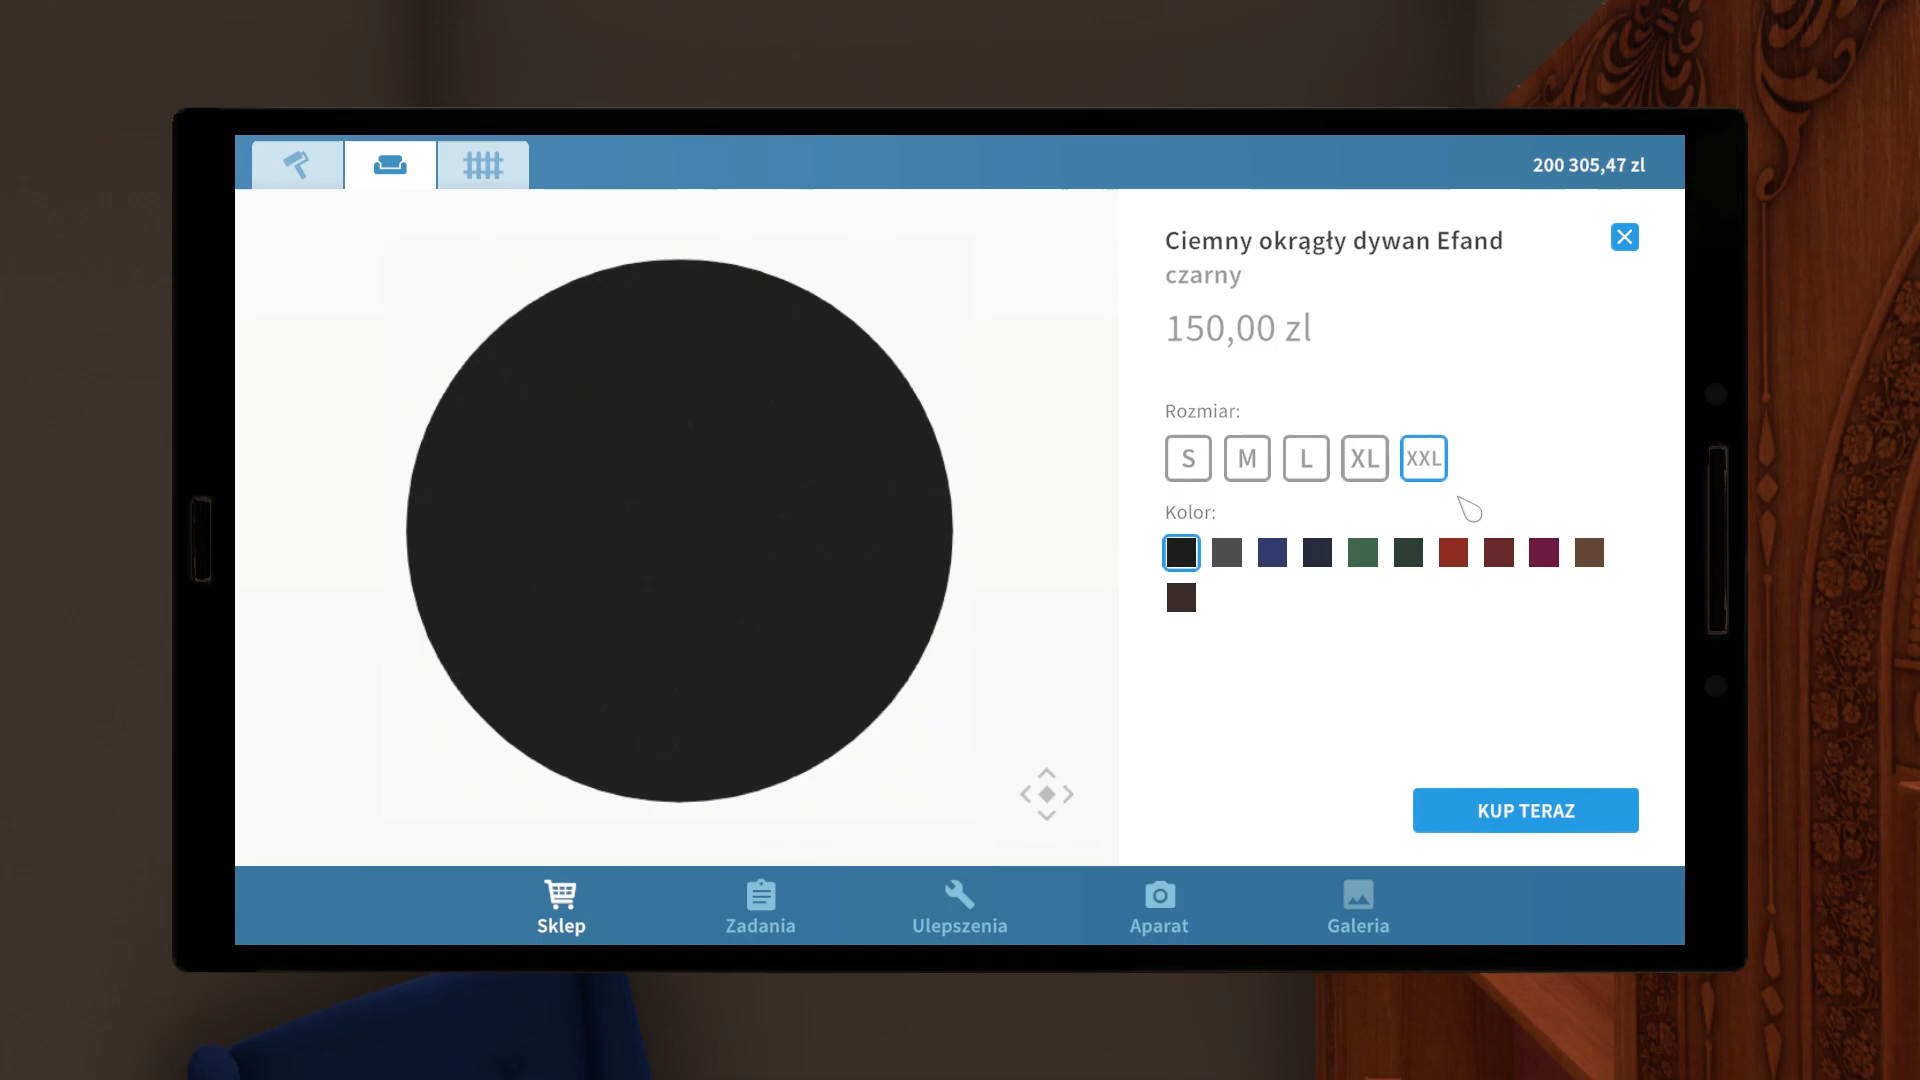 200 305,47 zl
Ciemny okrągły dywan Efand
czarny
150,00 zl
Rozmiar:
S M L XL XXL
Kolor:
KUP TERAZ
Sklep Zadania Ulepszenia Aparat Galeria